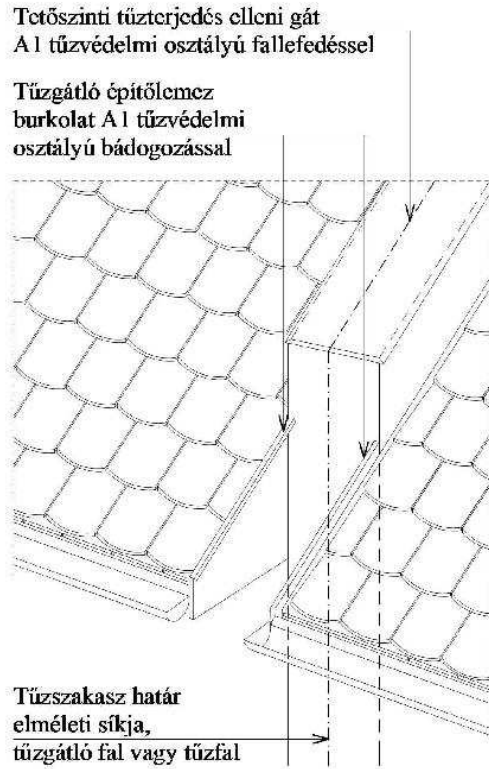 Tetőszinti tűzterjedés elleni gát
A1 tűzvédelmi osztályú fallefedéssel
Tűzgátló építőlemez
burkolat A1 tűzvédelmi
osztályú bádogozással
Tűzszakasz határ
elméleti síkja,
tűzgátló fal vagy tűzfal